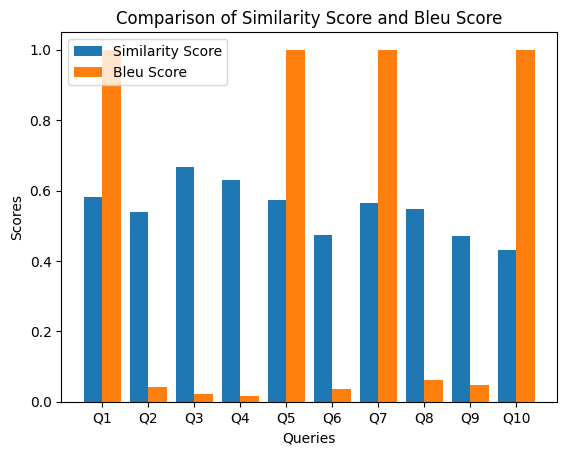 Comparison of Similarity Score and Bleu Score
Similarity Score
Bleu Score
1.0
0.8
0.6
0.4
0.2
0.0
Scores
Q1 Q2 Q3 Q4 Q5 Q6 Q7 Q8 Q9 Q10
Queries